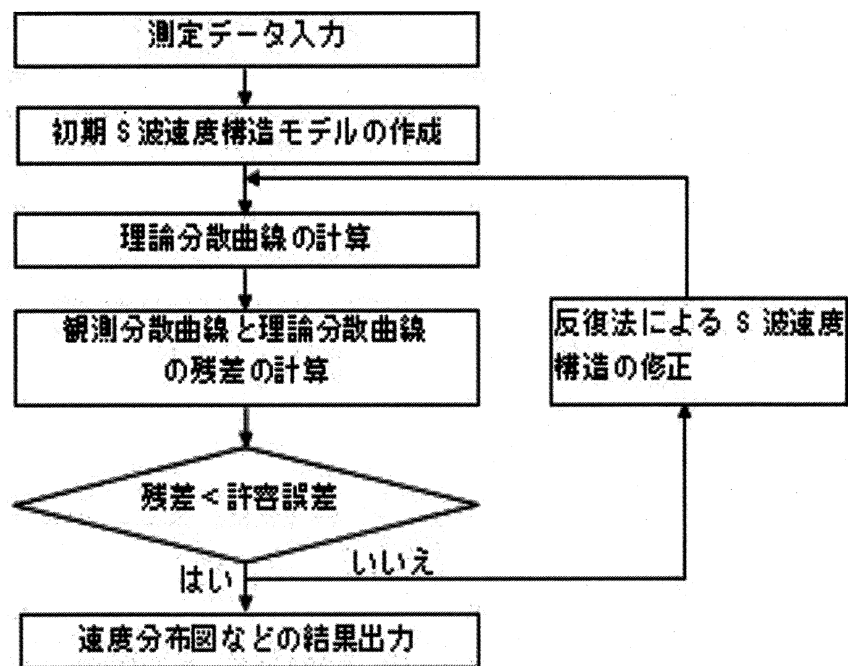 測定データ入力
初期S波速度構造モデルの作成
理論分散曲線の計算
観測分散曲線と理論分散曲線
の残差の計算
反復法によるS波速度
構造の修正
残差<許容誤差
はい
いいえ
速度分布図などの結果出力